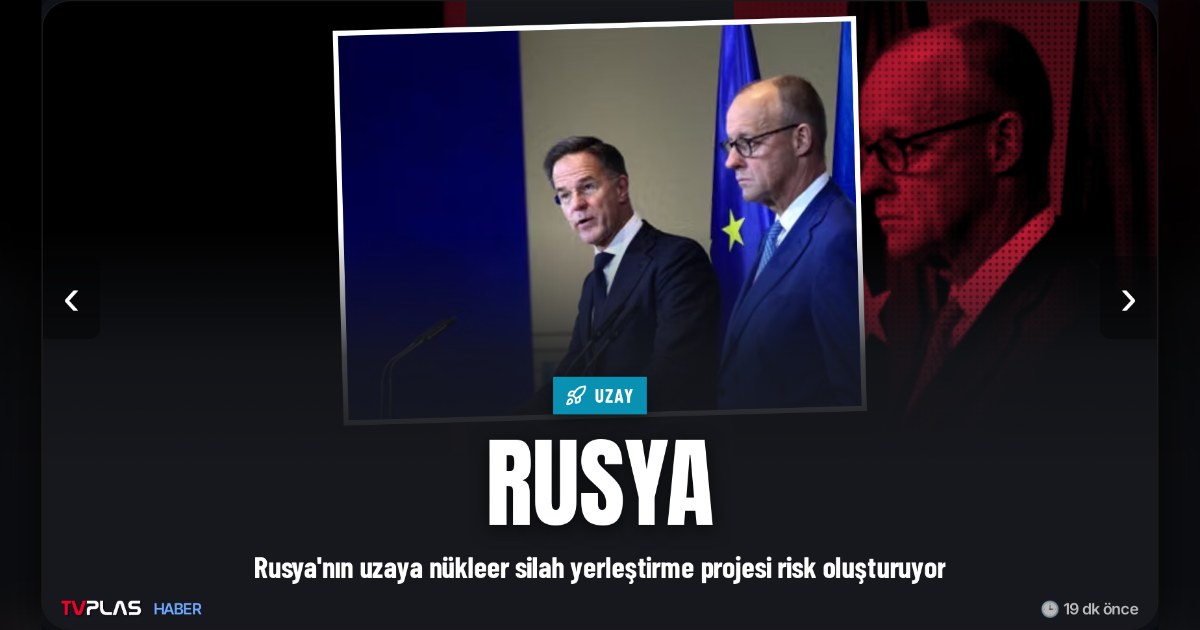 UZAY
RUSYA
Rusya'nın uzaya nükleer silah yerleştirme projesi risk oluşturuyor
TVPLAS HABER
19 dk önce